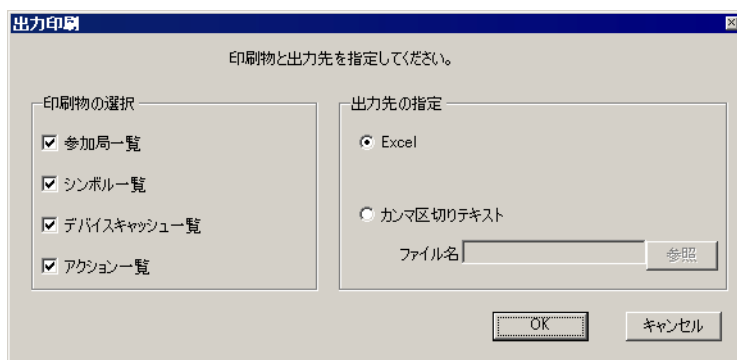 出力印刷
印刷物と出力先を指定してください。
印刷物の選択
参加局一覧
シンボル一覧
デバイスキャッシュ一覧
アクション一覧
出力先の指定
Excel
カンマ区切りテキスト
ファイル名
参照
OK
キャンセル